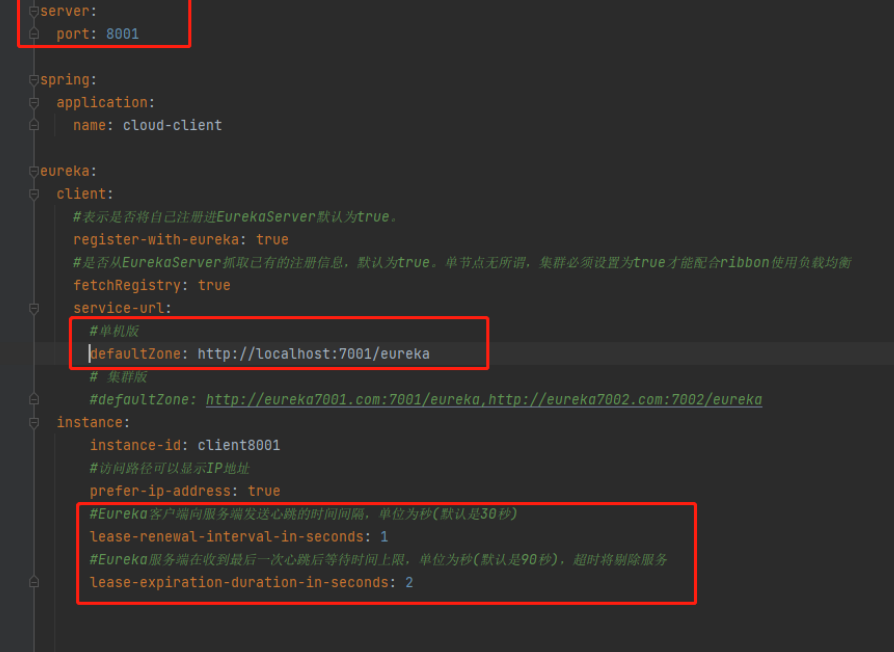 server:
port: 8001
spring:
application:
name: cloud-client
eureka:
client:
#表示是否将自己注册进EurekaServer默认为true。
register-with-eureka: true
#是否从EurekaServer抓取已有的注册信息，默认为true。单节点无所谓，集群必须设置为true才能配合ribbon使用负载均衡
fetchRegistry: true
service-url:
#单机版
defaultZone: http://localhost:7001/eureka
# 集群版
#defaultZone: http://eureka7001.com:7001/eureka,http://eureka7002.com:7002/eureka
instance:
instance-id: client8001
#访问路径可以显示IP地址
prefer-ip-address: true
#Eureka客户端向服务端发送心跳的时间间隔，单位为秒(默认是30秒)
lease-renewal-interval-in-seconds: 1
#Eureka服务端在收到最后一次心跳后等待时间上限，单位为秒(默认是90秒)，超时将剔除服务
lease-expiration-duration-in-seconds: 2